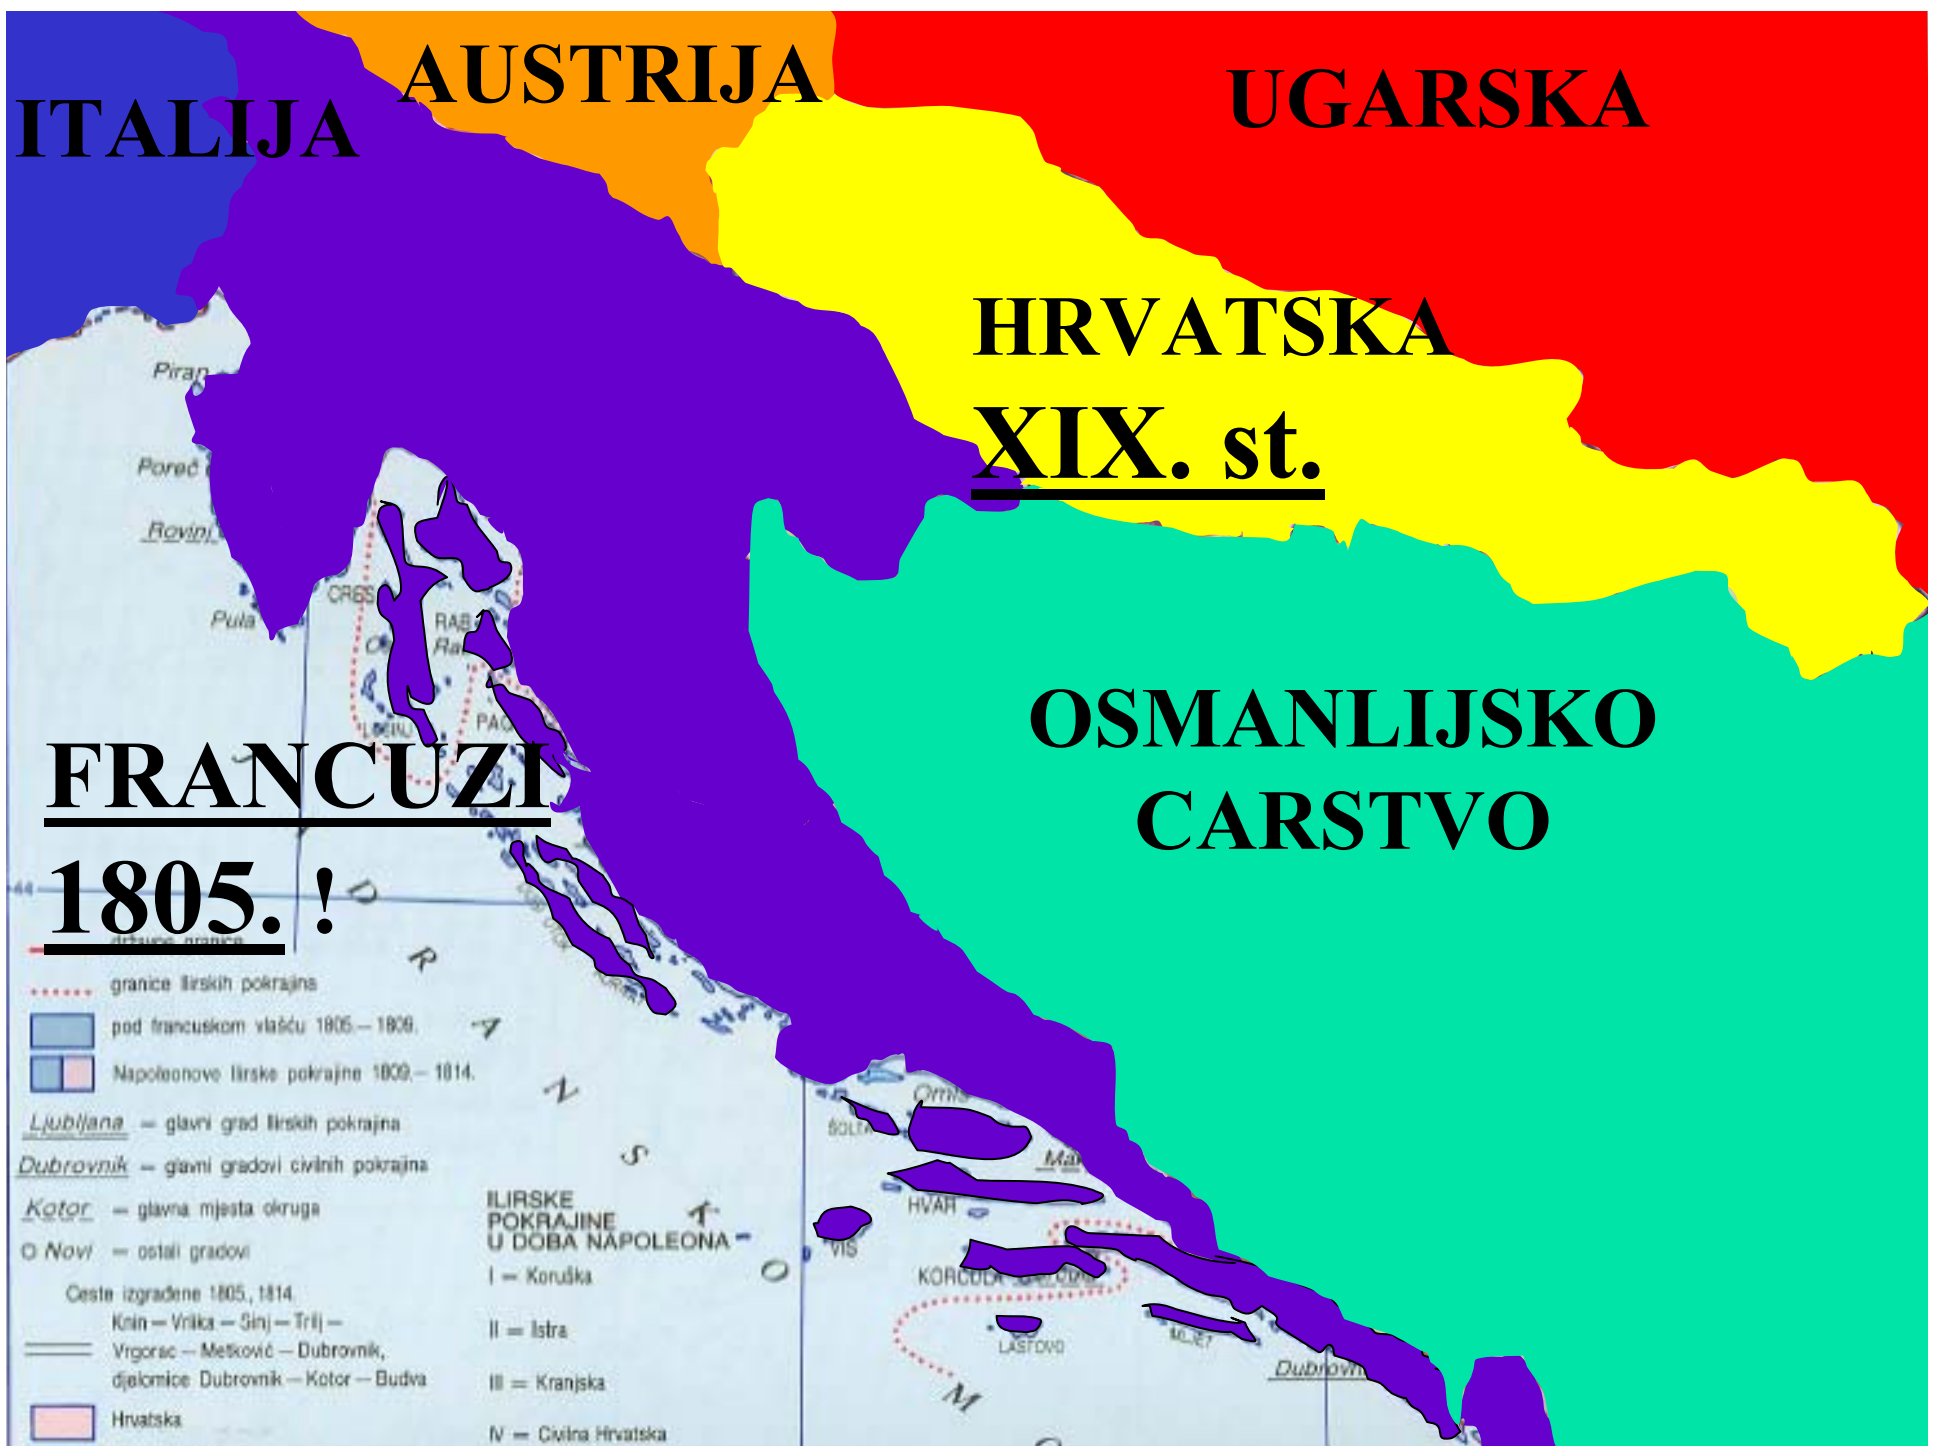 ITALIJA
AUSTRIJA
UGARSKA
HRVATSKA
XIX. st.
OSMANLIJSKO
CARSTVO
FRANCUZI
1805. !
Piran
Poreč
Rovinj
Pula
CRES
RAB
PAG
ŠOLTA
HVAR
VIS
KORČULA
LASTOVO
MLJET
44
J A D R A N S K O M
državne granice
granice Ilirskih pokrajina
pod francuskom vlašću 1805.– 1809.
Napoleonove Ilirske pokrajine 1809.– 1814.
Ljubljana = glavni grad Ilirskih pokrajina
Dubrovnik = glavni gradovi civilnih pokrajina
Kotor = glavna mjesta okruga
O Novi = ostali gradovi
Ceste izgrađene 1805., 1814.
Knin – Vrlika – Sinj – Trilj –
Vrgorac – Metković – Dubrovnik,
djelomice Dubrovnik – Kotor – Budva
Hrvatska
ILIRSKE
POKRAJINE
U DOBA NAPOLEONA
I = Koruška
II = Istra
III = Kranjska
IV = Civilna Hrvatska